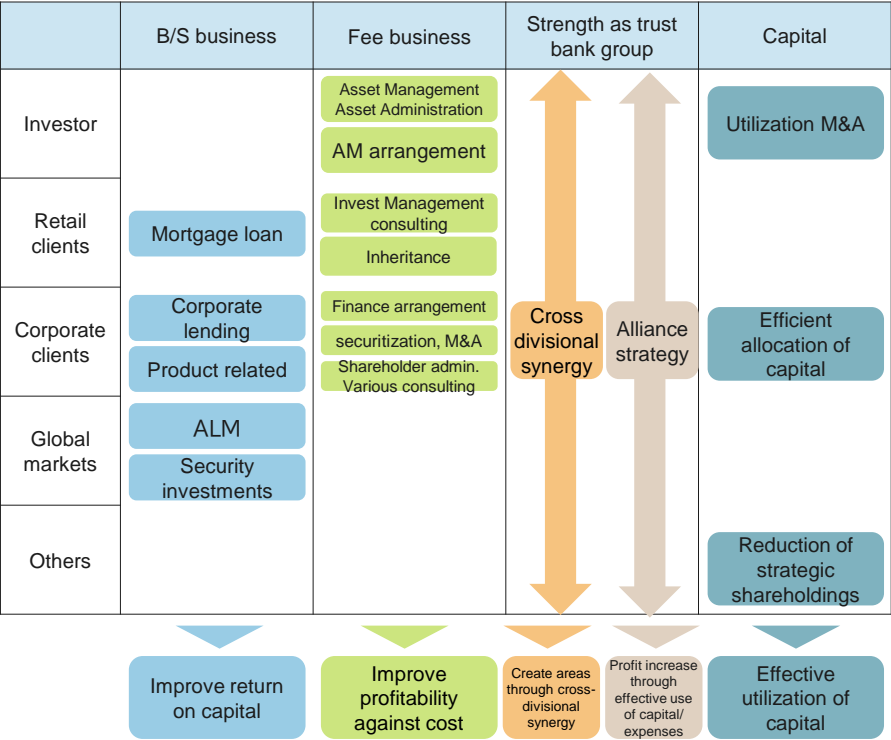 B/S business
Fee business
Strength as trust
bank group
Capital
Investor
Asset Management
Asset Administration
AM arrangement
Utilization M&A
Retail
clients
Mortgage loan
Invest Management
consulting
Inheritance
Corporate
clients
Corporate
lending
Product related
Finance arrangement
securitization, M&A
Shareholder admin.
Various consulting
Cross
divisional
synergy
Alliance
strategy
Efficient
allocation of
capital
Global
markets
ALM
Security
investments
Others
Reduction of
strategic
shareholdings
Improve return
on capital
Improve
profitability
against cost
Create areas
through cross-
divisional
synergy
Profit increase
through
effective use
of capital/
expenses
Effective
utilization of
capital